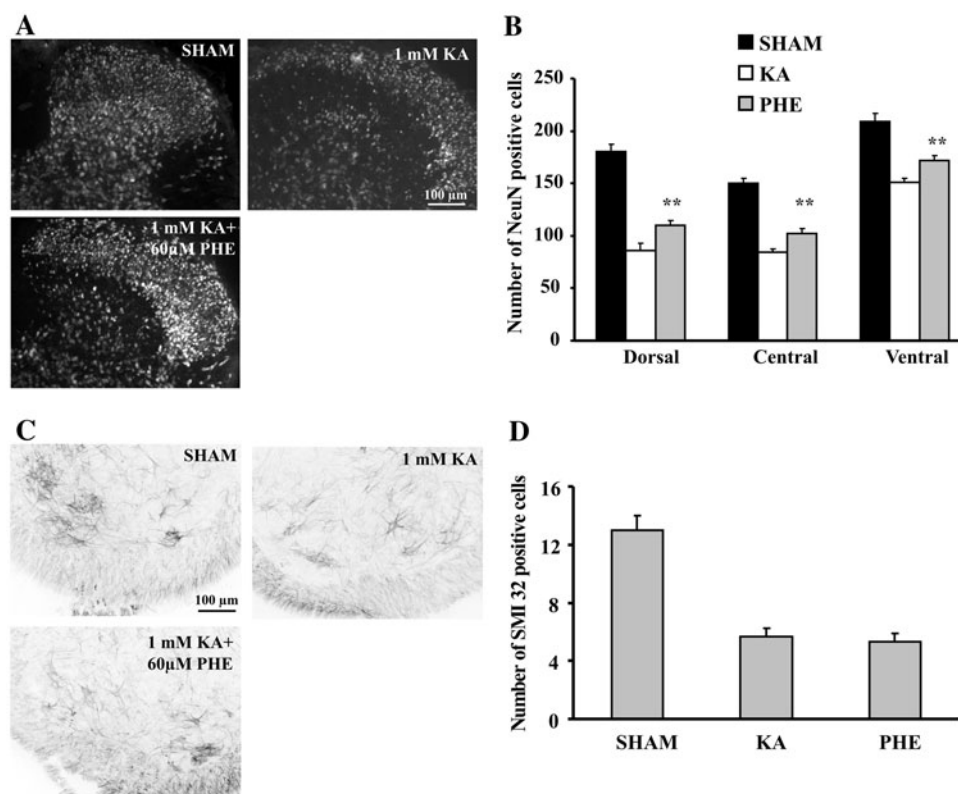 A
SHAM
1 mM KA
100 µm
1 mM KA+
60µM PHE
B
SHAM
KA
PHE
Number of NeuN positive cells
250
200
150
100
50
0
**
**
**
Dorsal
Central
Ventral
C
SHAM
100 µm
1 mM KA
1 mM KA+
60µM PHE
D
Number of SMI 32 positive cells
16
12
8
4
0
SHAM
KA
PHE